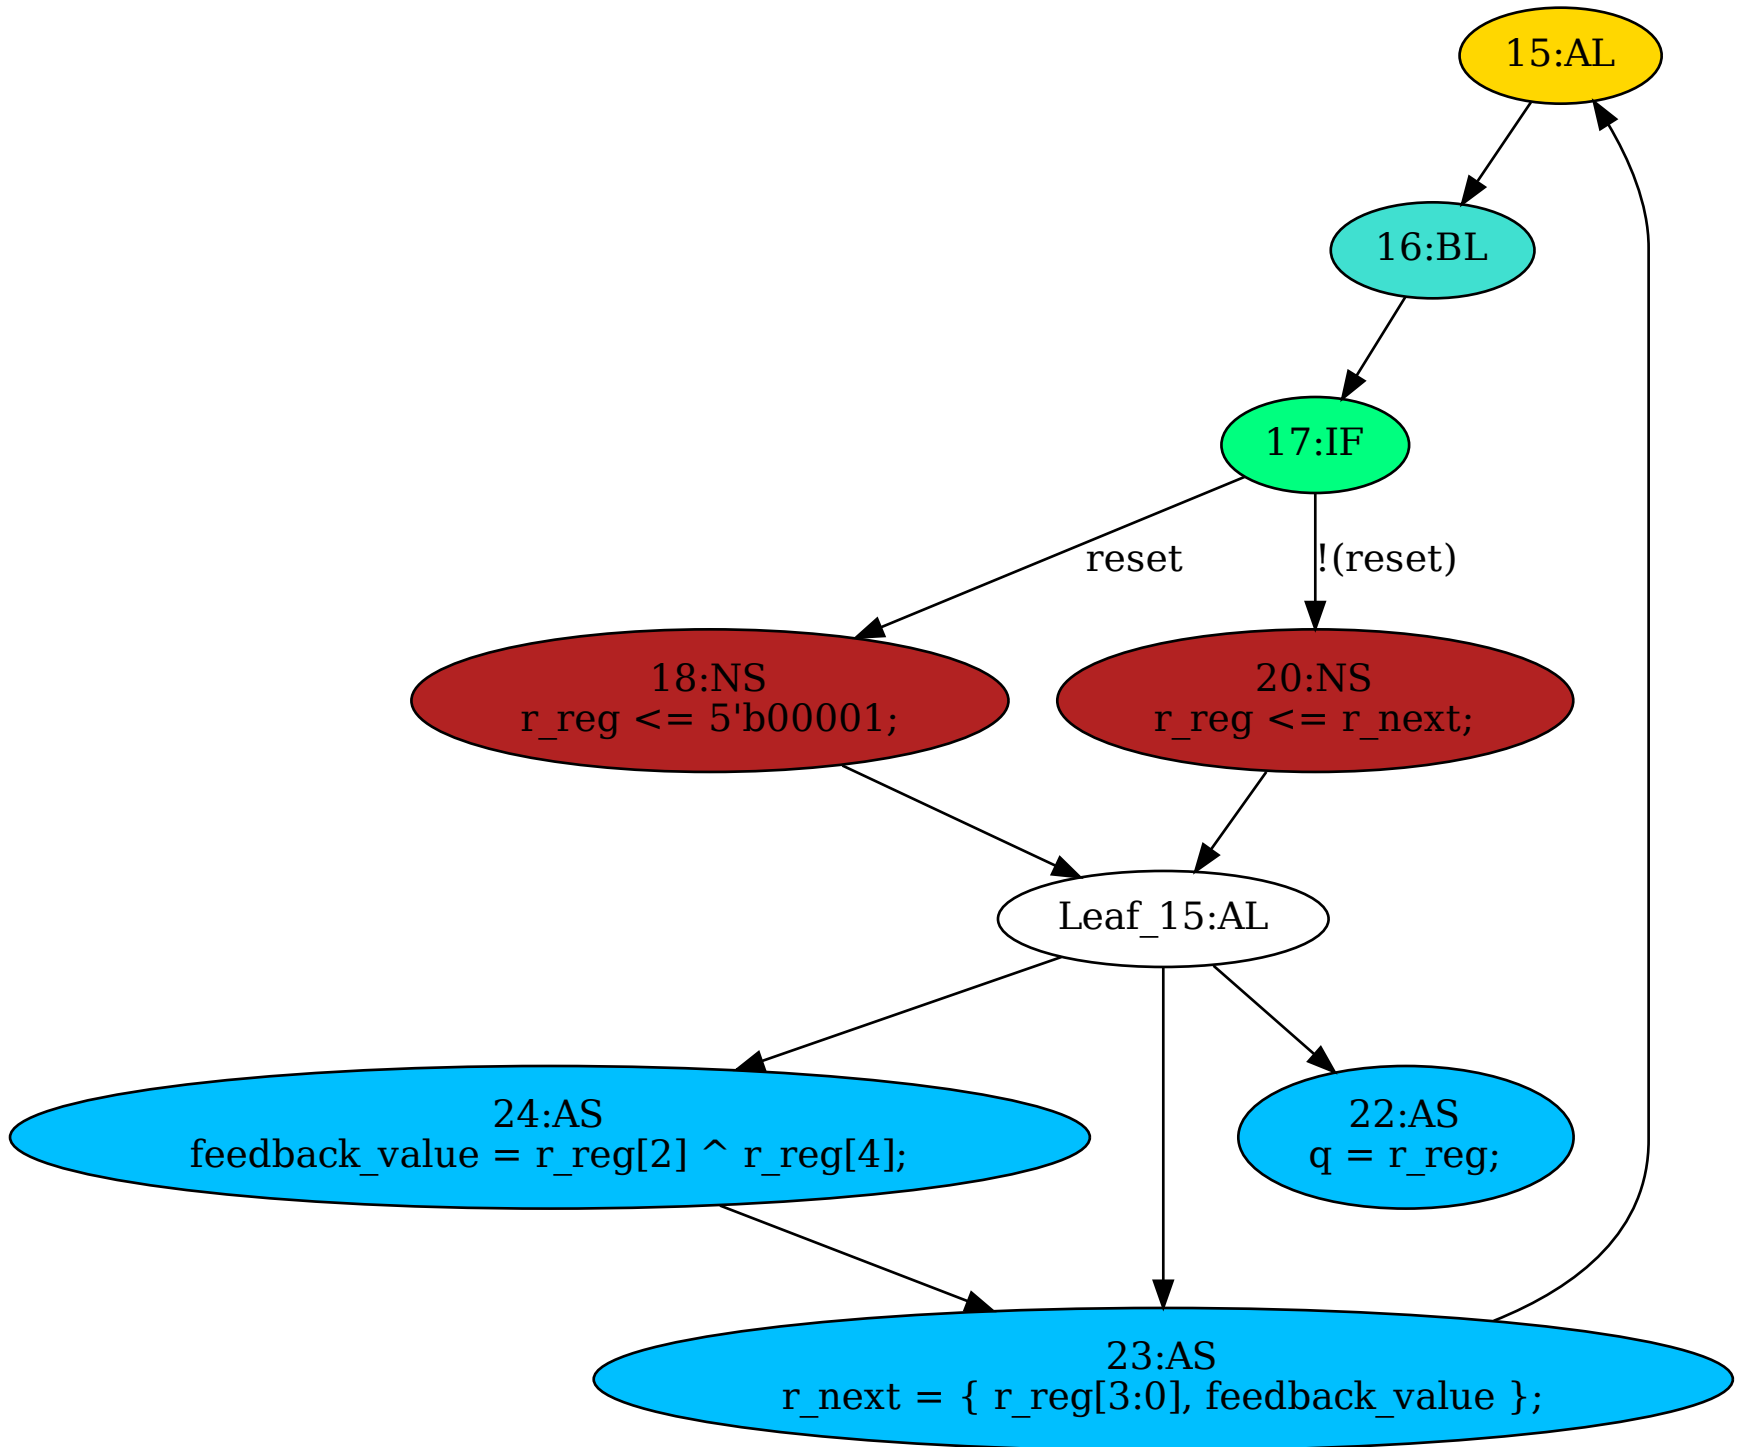 15:AL
16:BL
17:IF
reset
!(reset)
18:NS
r_reg <= 5'b00001;
20:NS
r_reg <= r_next;
Leaf_15:AL
24:AS
feedback_value = r_reg[2] ^ r_reg[4];
22:AS
q = r_reg;
23:AS
r_next = { r_reg[3:0], feedback_value };